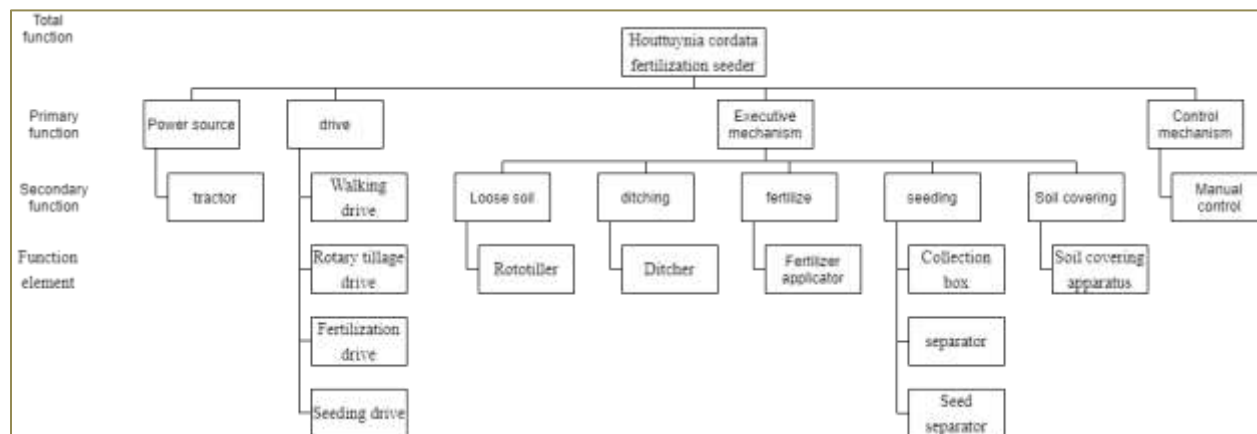 Total
function
Houttuynia cordata
fertilization seeder
Primary
function
Power source
drive
Executive
mechanism
Control
mechanism
Secondary
function
tractor
Walking
drive
Loose soil
ditching
fertilize
seeding
Soil covering
Manual
control
Function
element
Rotary tillage
drive
Rototiller
Ditcher
Fertilizer
applicator
Collection
box
Soil covering
apparatus
Fertilization
drive
separator
Seeding drive
Seed
separator